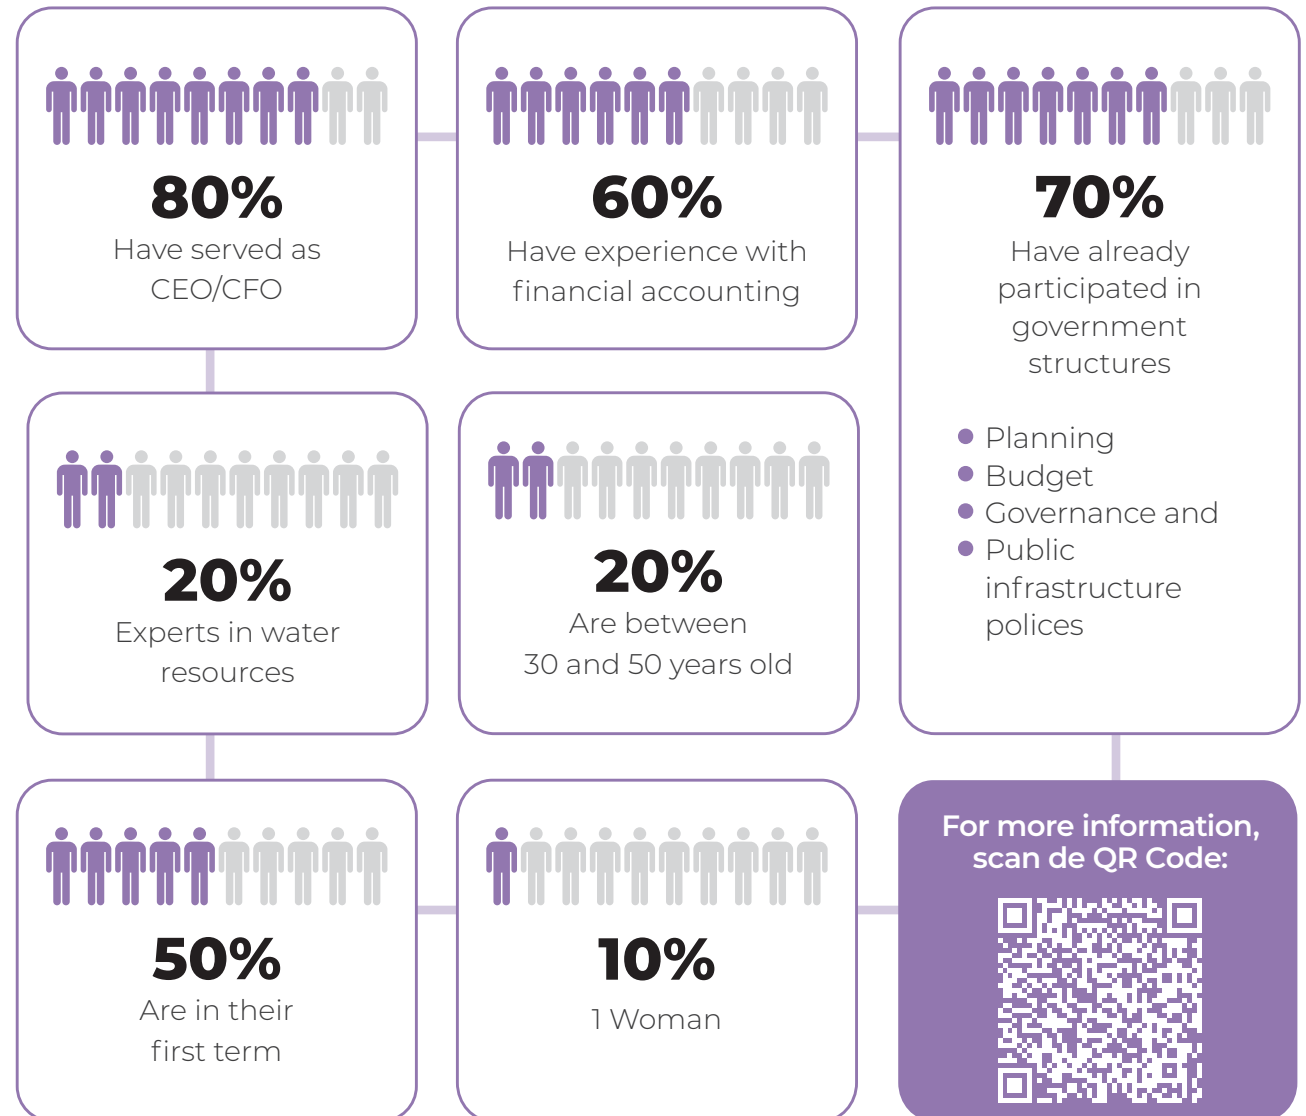 80%
Have served as
CEO/CFO
60%
Have experience with
financial accounting
70%
Have already
participated in
government
structures
Planning
Budget
Governance and
Public
infrastructure
polices
20%
Experts in water
resources
20%
Are between
30 and 50 years old
50%
Are in their
first term
10%
1 Woman
For more information,
scan de QR Code: